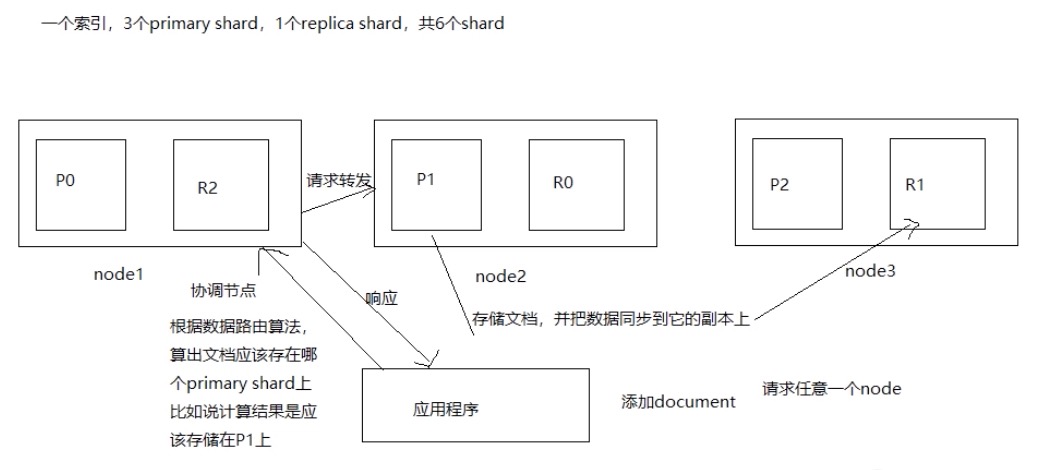 一个索引，3个primary shard，1个replica shard，共6个shard
P0
R2
请求转发
P1
R0
P2
R1
node1
node2
node3
协调节点
响应
存储文档，并把数据同步到它的副本上
根据数据路由算法，
算出文档应该存在哪
个primary shard上
比如说计算结果是应
该存储在P1上
应用程序
添加document
请求任意一个node